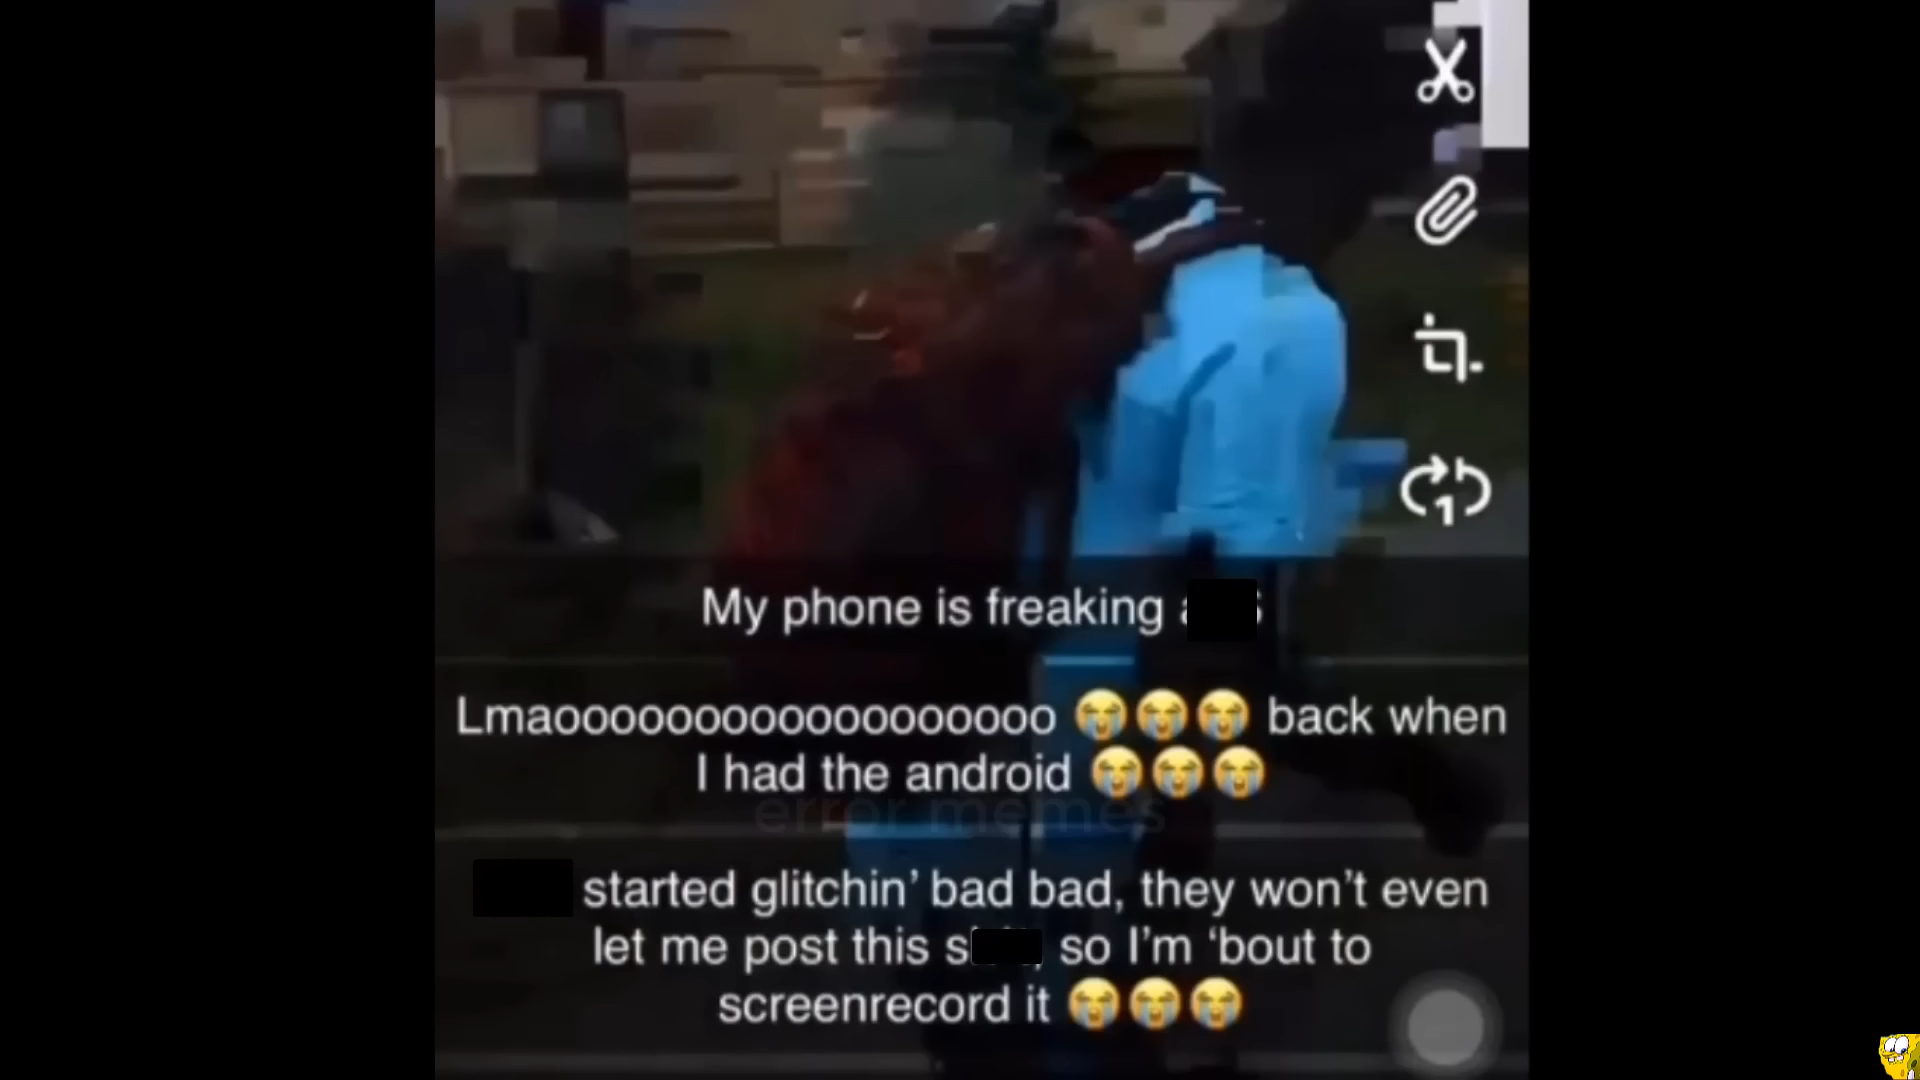 My phone is freaking
Lmaooooooooooooooooooo 😭😭😭 back when
I had the android 😭😭😭
error memes
started glitchin’ bad bad, they won’t even
let me post this so I’m ‘bout to
screenrecord it 😭😭😭
1